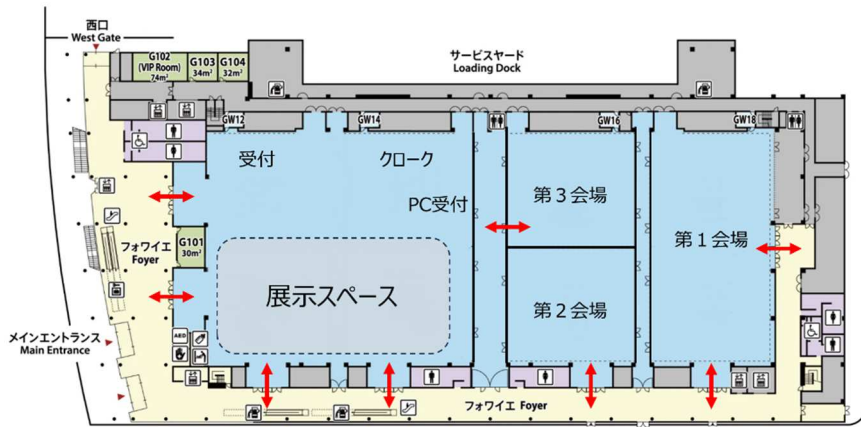 西口
West Gate
G102
(VIP Room)
74m²
G103
34m²
G104
32m²
サービスヤード
Loading Dock
GW12
GW14
GW16
GW18
受付
クローク
PC受付
第３会場
第１会場
フォワイエ
Foyer
G101
30m²
展示スペース
第２会場
メインエントランス
Main Entrance
AED
フォワイエ Foyer